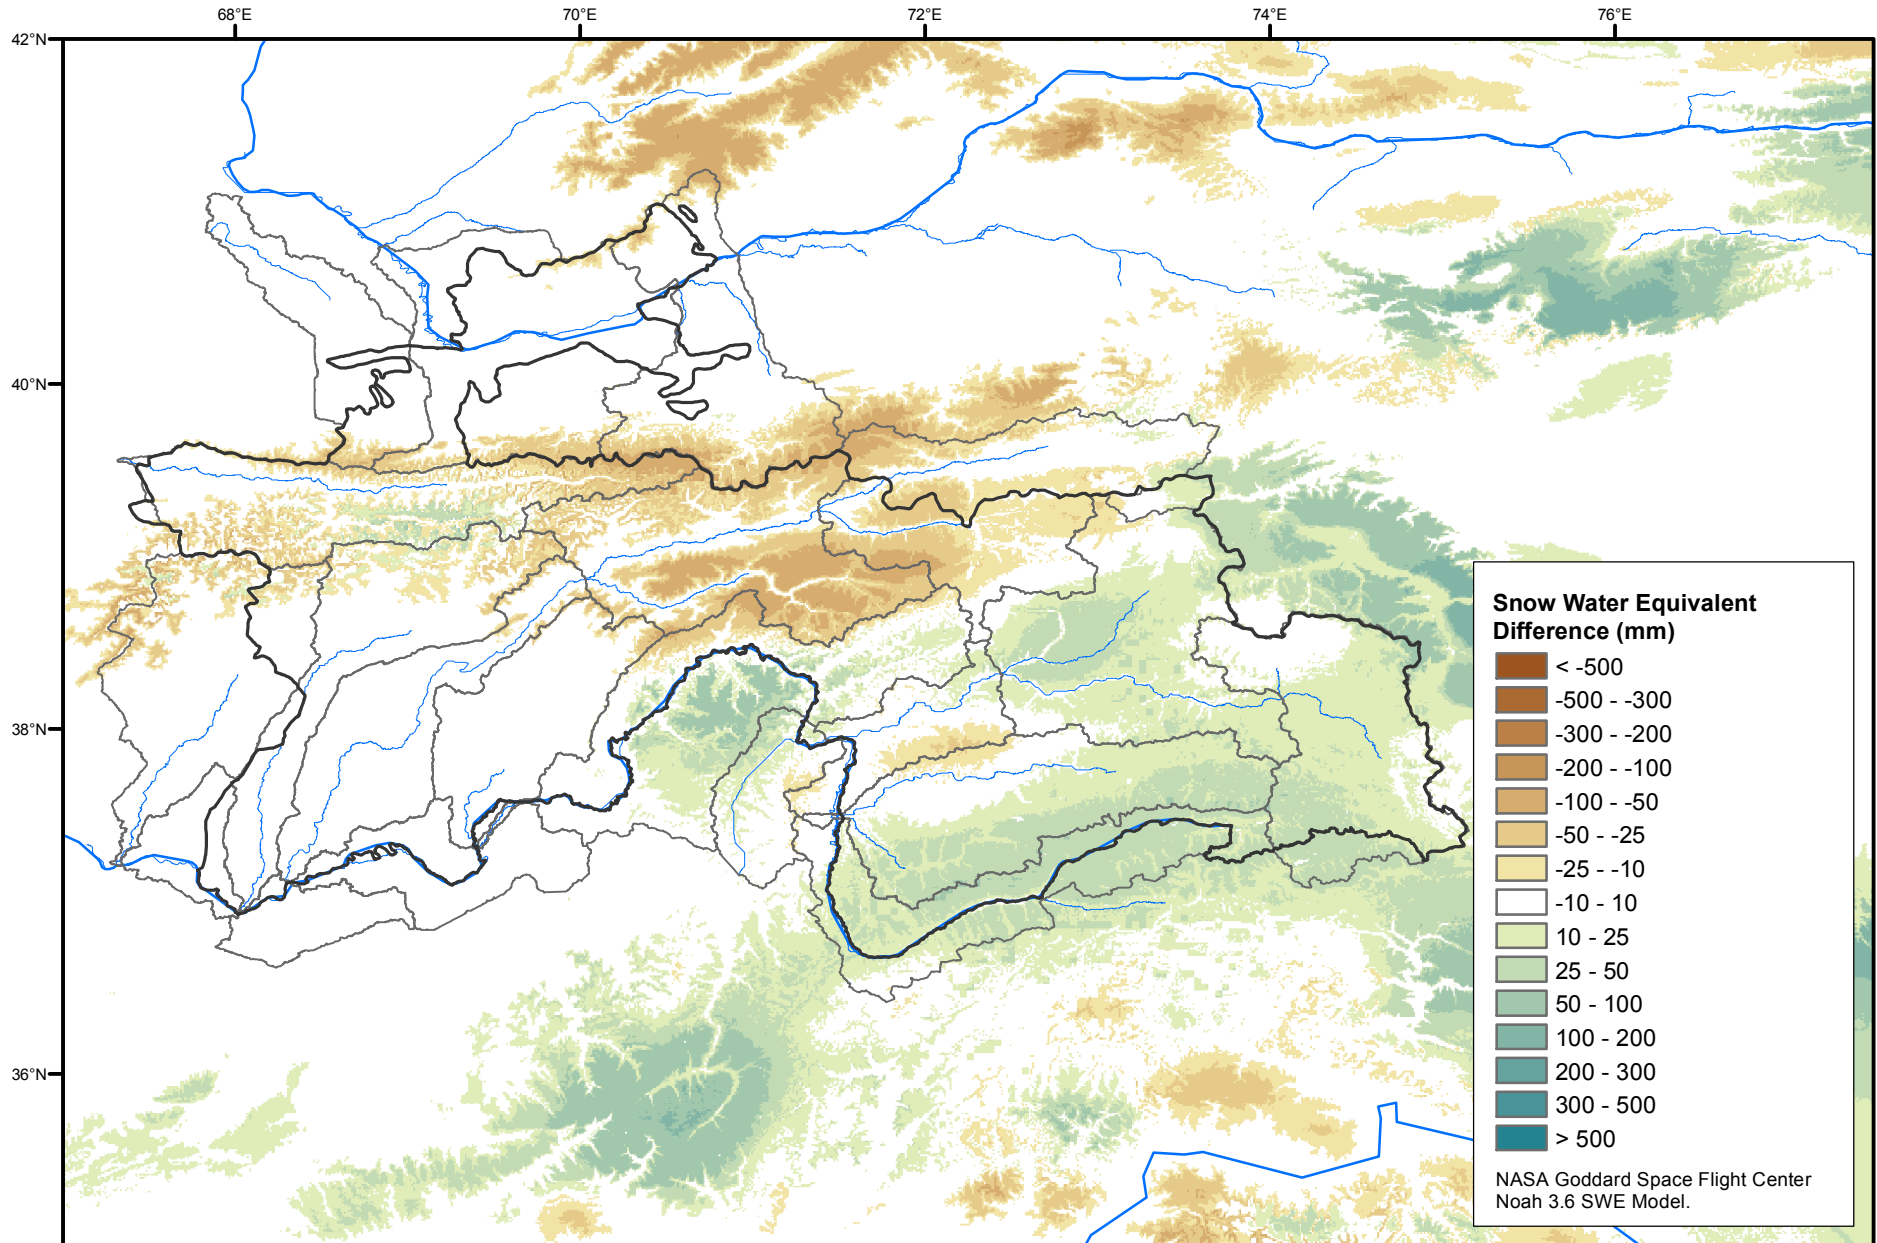 68°E 70°E 72°E 74°E 76°E
42°N
40°N
38°N
36°N
Snow Water Equivalent
Difference (mm)
< -500
-500 - -300
-300 - -200
-200 - -100
-100 - -50
-50 - -25
-25 - -10
-10 - 10
10 - 25
25 - 50
50 - 100
100 - 200
200 - 300
300 - 500
> 500
NASA Goddard Space Flight Center
Noah 3.6 SWE Model.